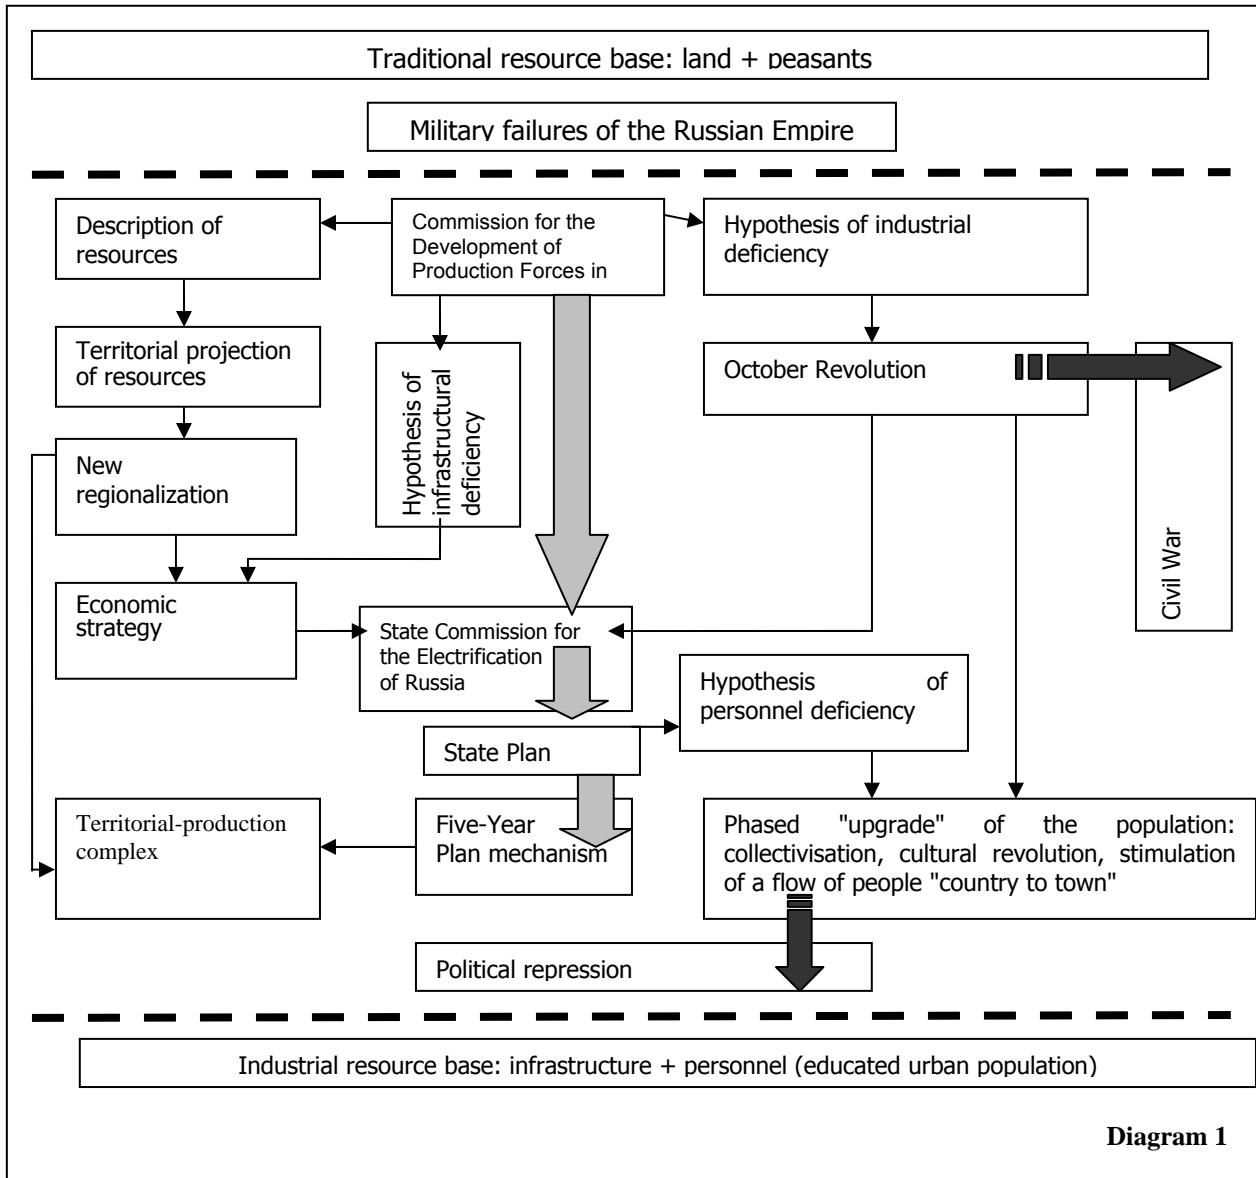 Traditional resource base: land + peasants
Military failures of the Russian Empire
Description of
resources
Commission for the
Development of
Production Forces in
Hypothesis of industrial
deficiency
Territorial projection
of resources
Hypothesis of
infrastructural
deficiency
October Revolution
Civil War
New
regionalization
Economic
strategy
State Commission for
the Electrification
of Russia
Hypothesis of
personnel deficiency
State Plan
Territorial-production
complex
Five-Year
Plan mechanism
Phased "upgrade" of the population:
collectivisation, cultural revolution, stimulation
of a flow of people "country to town"
Political repression
Industrial resource base: infrastructure + personnel (educated urban population)
Diagram 1